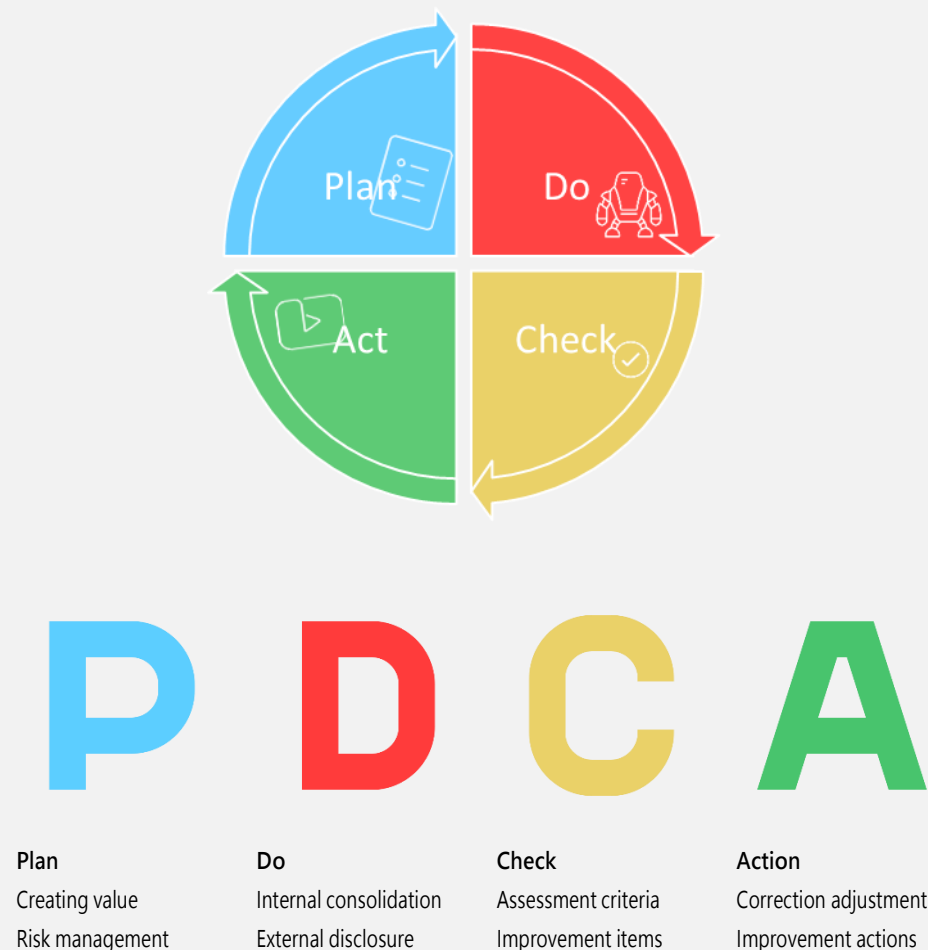 Plan
Do
Act
Check
P D C A
Plan Do Check Action
Creating value Internal consolidation Assessment criteria Correction adjustment
Risk management External disclosure Improvement items Improvement actions